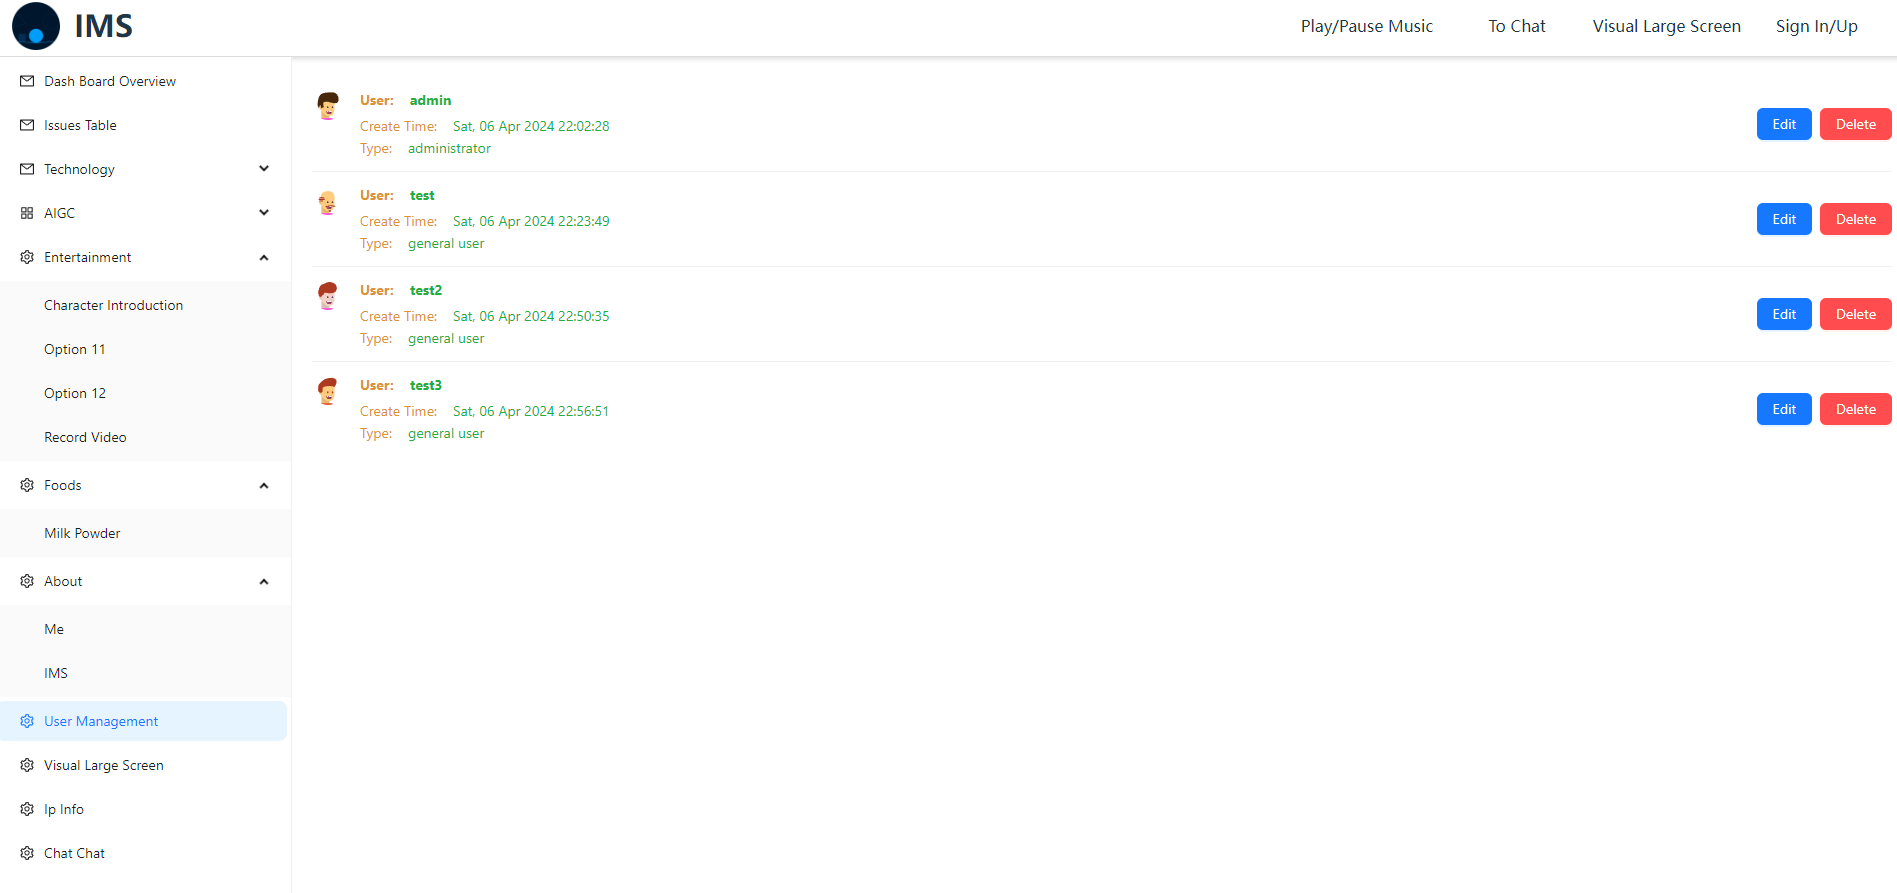 IMS
Play/Pause Music
To Chat
Visual Large Screen
Sign In/Up
Dash Board Overview
Issues Table
Technology
AIGC
Entertainment
Character Introduction
Option 11
Option 12
Record Video
Foods
Milk Powder
About
Me
IMS
User Management
Visual Large Screen
Ip Info
Chat Chat
User: admin
Create Time: Sat, 06 Apr 2024 22:02:28
Type: administrator
Edit
Delete
User: test
Create Time: Sat, 06 Apr 2024 22:23:49
Type: general user
Edit
Delete
User: test2
Create Time: Sat, 06 Apr 2024 22:50:35
Type: general user
Edit
Delete
User: test3
Create Time: Sat, 06 Apr 2024 22:56:51
Type: general user
Edit
Delete